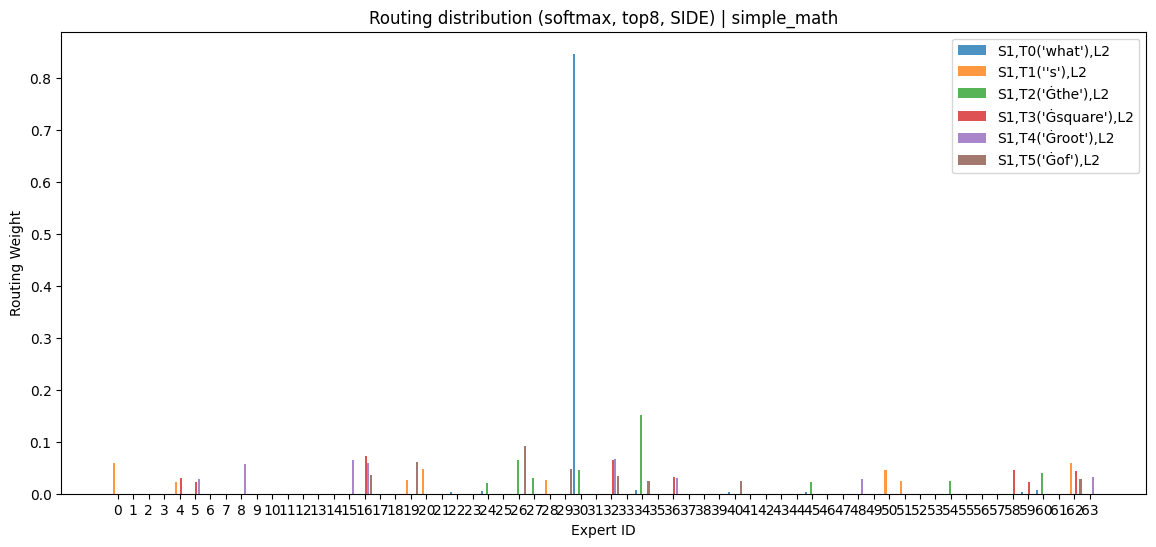 Routing distribution (softmax, top8, SIDE) | simple_math
S1,T0('what'),L2
S1,T1(''s'),L2
S1,T2('Ġthe'),L2
S1,T3('Ġsquare'),L2
S1,T4('Ġroot'),L2
S1,T5('Ġof'),L2
Routing Weight
0.8
0.7
0.6
0.5
0.4
0.3
0.2
0.1
0.0
0 1 2 3 4 5 6 7 8 9 10 11 12 13 14 15 16 17 18 19 20 21 22 23 24 25 26 27 28 29 30 31 32 33 34 35 36 37 38 39 40 41 42 43 44 45 46 47 48 49 50 51 52 53 54 55 56 57 58 59 60 61 62 63
Expert ID